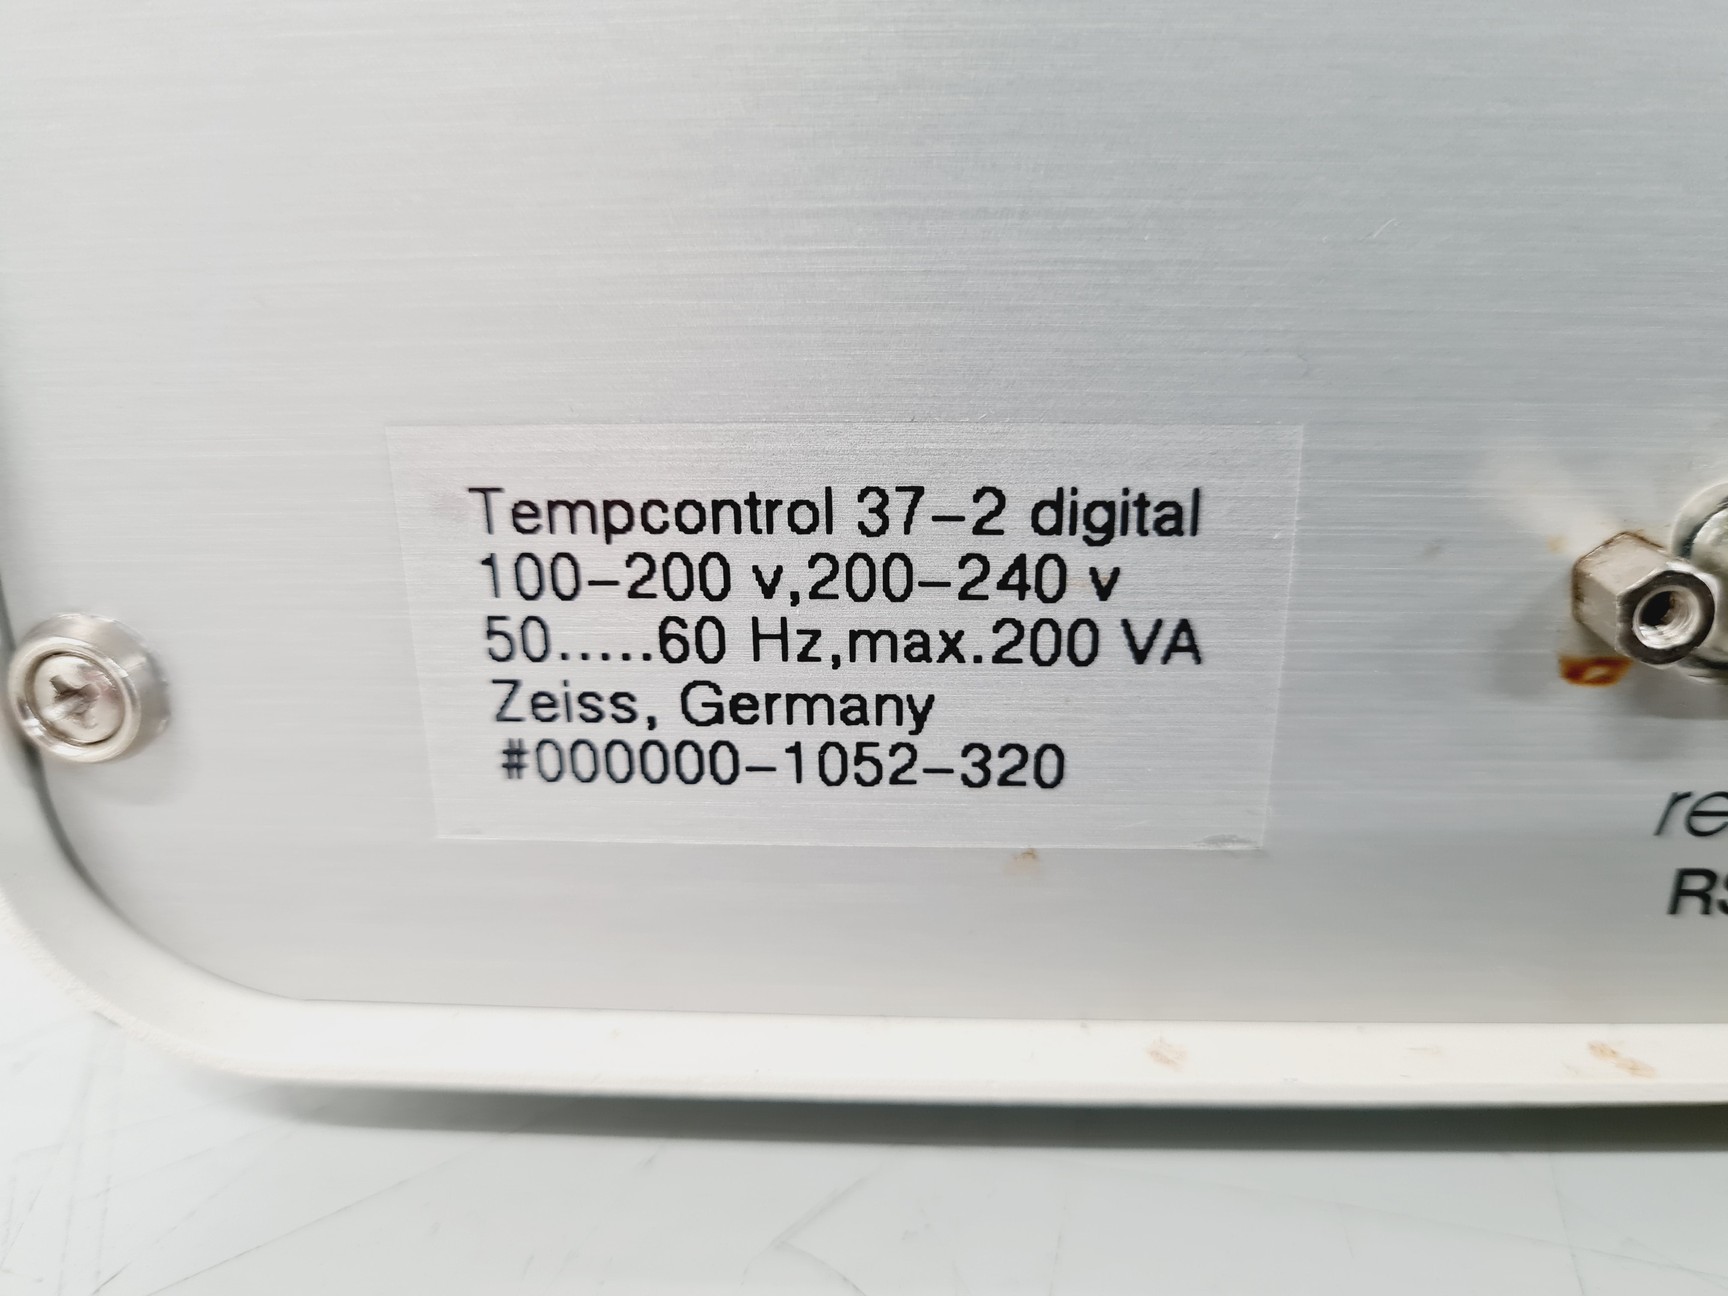 Tempcontrol 37-2 digital
100-200 v,200-240 v
50.....60 Hz,max.200 VA
Zeiss, Germany
#000000-1052-320